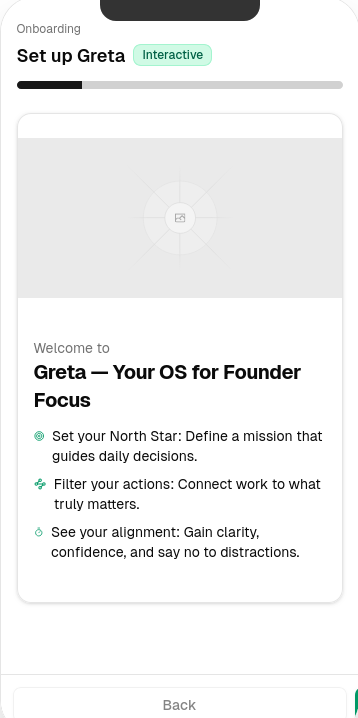 Onboarding
Set up Greta
Interactive
Welcome to
Greta — Your OS for Founder
Focus
Set your North Star: Define a mission that
guides daily decisions.
Filter your actions: Connect work to what
truly matters.
See your alignment: Gain clarity,
confidence, and say no to distractions.
Back